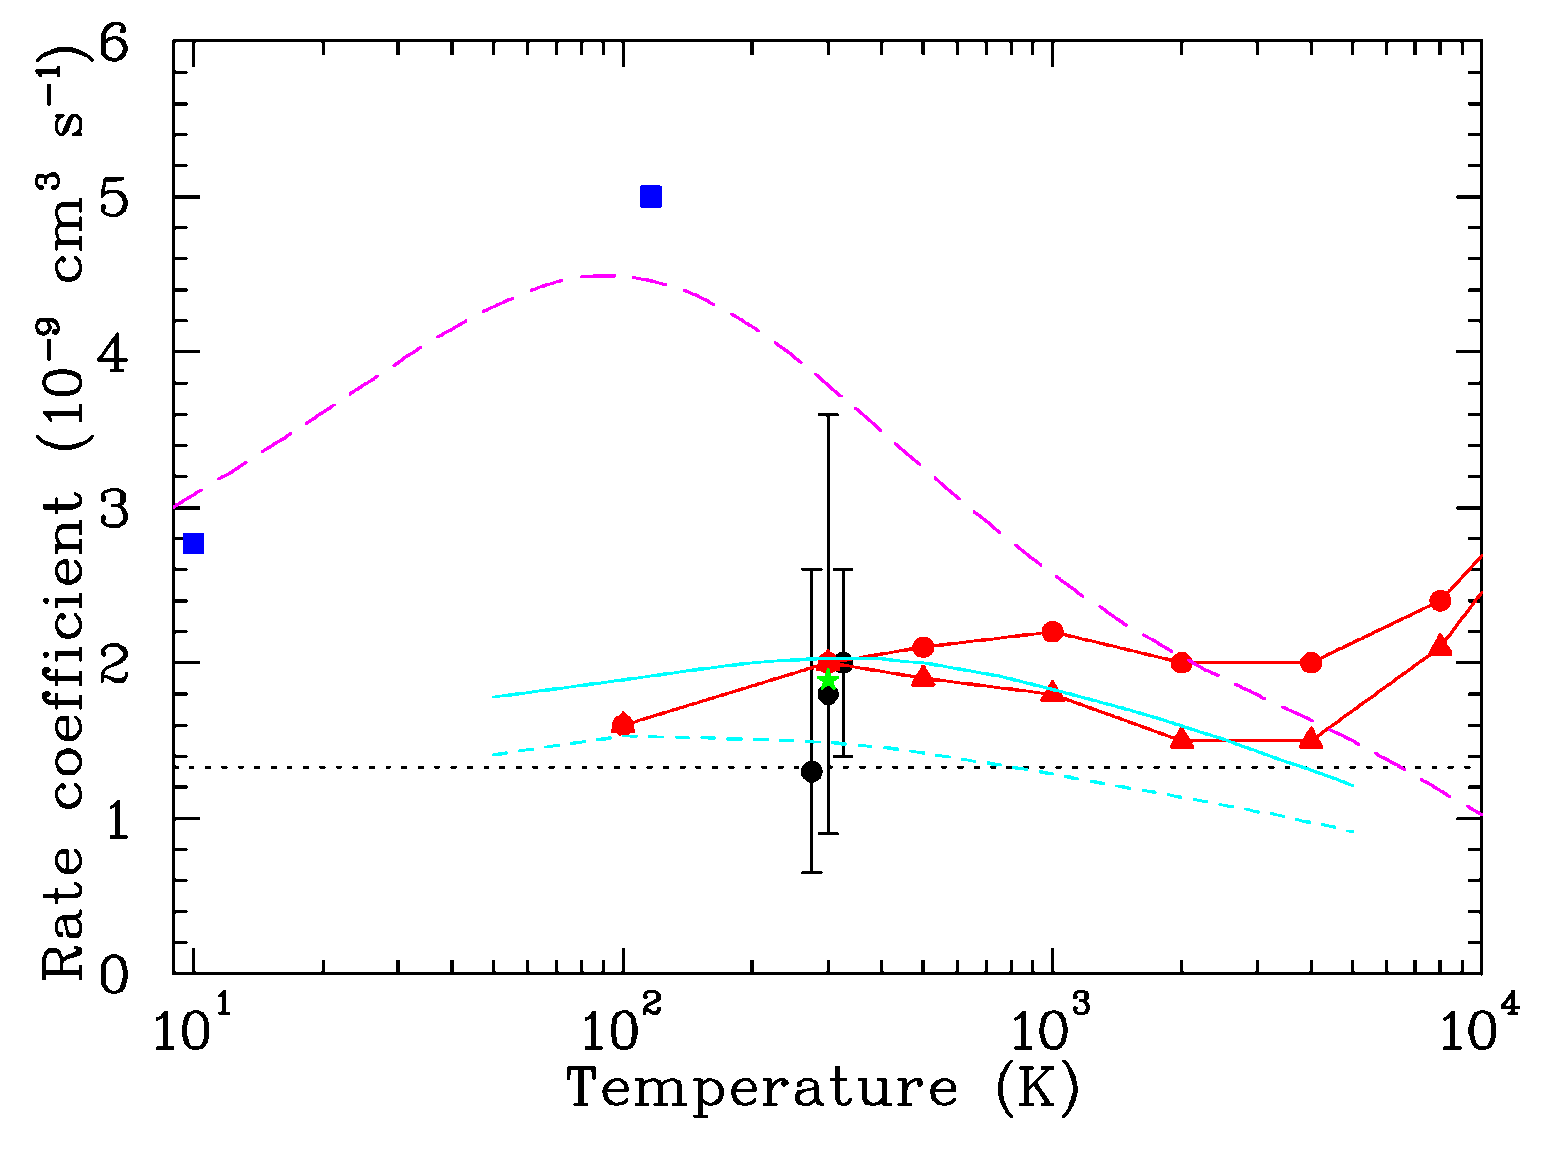 Rate coefficient (10⁻⁹ cm³ s⁻¹)
6
5
4
3
2
1
0
10¹ 10² 10³ 10⁴
Temperature (K)